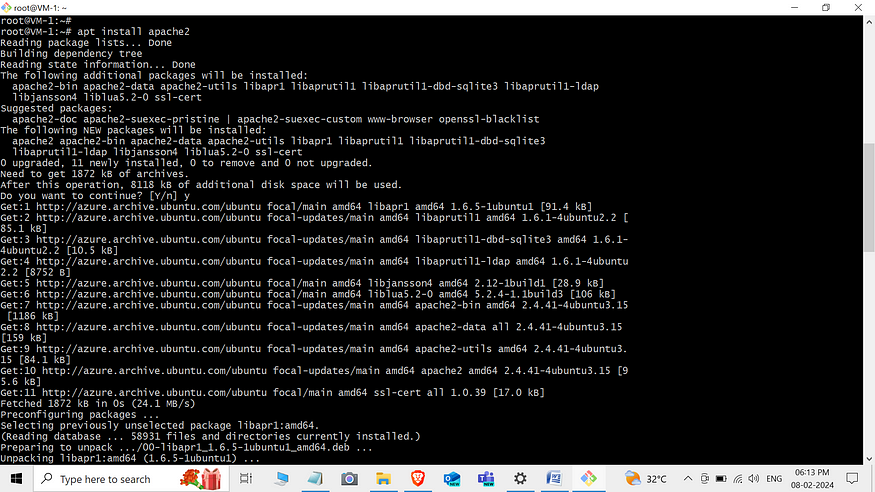 root@VM-1: ~
root@VM-1:~#
root@VM-1:~# apt install apache2
Reading package lists... Done
Building dependency tree
Reading state information... Done
The following additional packages will be installed:
  apache2-bin apache2-data apache2-utils libapr1 libaprutil1 libaprutil1-dbd-sqlite3 libaprutil1-ldap
  libjansson4 liblua5.2-0 ssl-cert
Suggested packages:
  apache2-doc apache2-suexec-pristine | apache2-suexec-custom www-browser openssl-blacklist
The following NEW packages will be installed:
  apache2 apache2-bin apache2-data apache2-utils libapr1 libaprutil1 libaprutil1-dbd-sqlite3
  libaprutil1-ldap libjansson4 liblua5.2-0 ssl-cert
0 upgraded, 11 newly installed, 0 to remove and 0 not upgraded.
Need to get 1872 kB of archives.
After this operation, 8118 kB of additional disk space will be used.
Do you want to continue? [Y/n] y
Get:1 http://azure.archive.ubuntu.com/ubuntu focal/main amd64 libapr1 amd64 1.6.5-1ubuntu1 [91.4 kB]
Get:2 http://azure.archive.ubuntu.com/ubuntu focal-updates/main amd64 libaprutil1 amd64 1.6.1-4ubuntu2.2 [
85.1 kB]
Get:3 http://azure.archive.ubuntu.com/ubuntu focal-updates/main amd64 libaprutil1-dbd-sqlite3 amd64 1.6.1-
4ubuntu2.2 [10.5 kB]
Get:4 http://azure.archive.ubuntu.com/ubuntu focal-updates/main amd64 libaprutil1-ldap amd64 1.6.1-4ubuntu
2.2 [8752 B]
Get:5 http://azure.archive.ubuntu.com/ubuntu focal/main amd64 libjansson4 amd64 2.12-1build1 [28.9 kB]
Get:6 http://azure.archive.ubuntu.com/ubuntu focal/main amd64 liblua5.2-0 amd64 5.2.4-1.1build3 [106 kB]
Get:7 http://azure.archive.ubuntu.com/ubuntu focal-updates/main amd64 apache2-bin amd64 2.4.41-4ubuntu3.15
 [1186 kB]
Get:8 http://azure.archive.ubuntu.com/ubuntu focal-updates/main amd64 apache2-data all 2.4.41-4ubuntu3.15
[159 kB]
Get:9 http://azure.archive.ubuntu.com/ubuntu focal-updates/main amd64 apache2-utils amd64 2.4.41-4ubuntu3.
15 [84.1 kB]
Get:10 http://azure.archive.ubuntu.com/ubuntu focal-updates/main amd64 apache2 amd64 2.4.41-4ubuntu3.15 [9
5.6 kB]
Get:11 http://azure.archive.ubuntu.com/ubuntu focal/main amd64 ssl-cert all 1.0.39 [17.0 kB]
Fetched 1872 kB in 0s (24.1 MB/s)
Preconfiguring packages ...
Selecting previously unselected package libapr1:amd64.
(Reading database ... 58931 files and directories currently installed.)
Preparing to unpack .../00-libapr1_1.6.5-1ubuntu1_amd64.deb ...
Unpacking libapr1:amd64 (1.6.5-1ubuntu1) ...
Type here to search
32°C
ENG
06:13 PM
08-02-2024